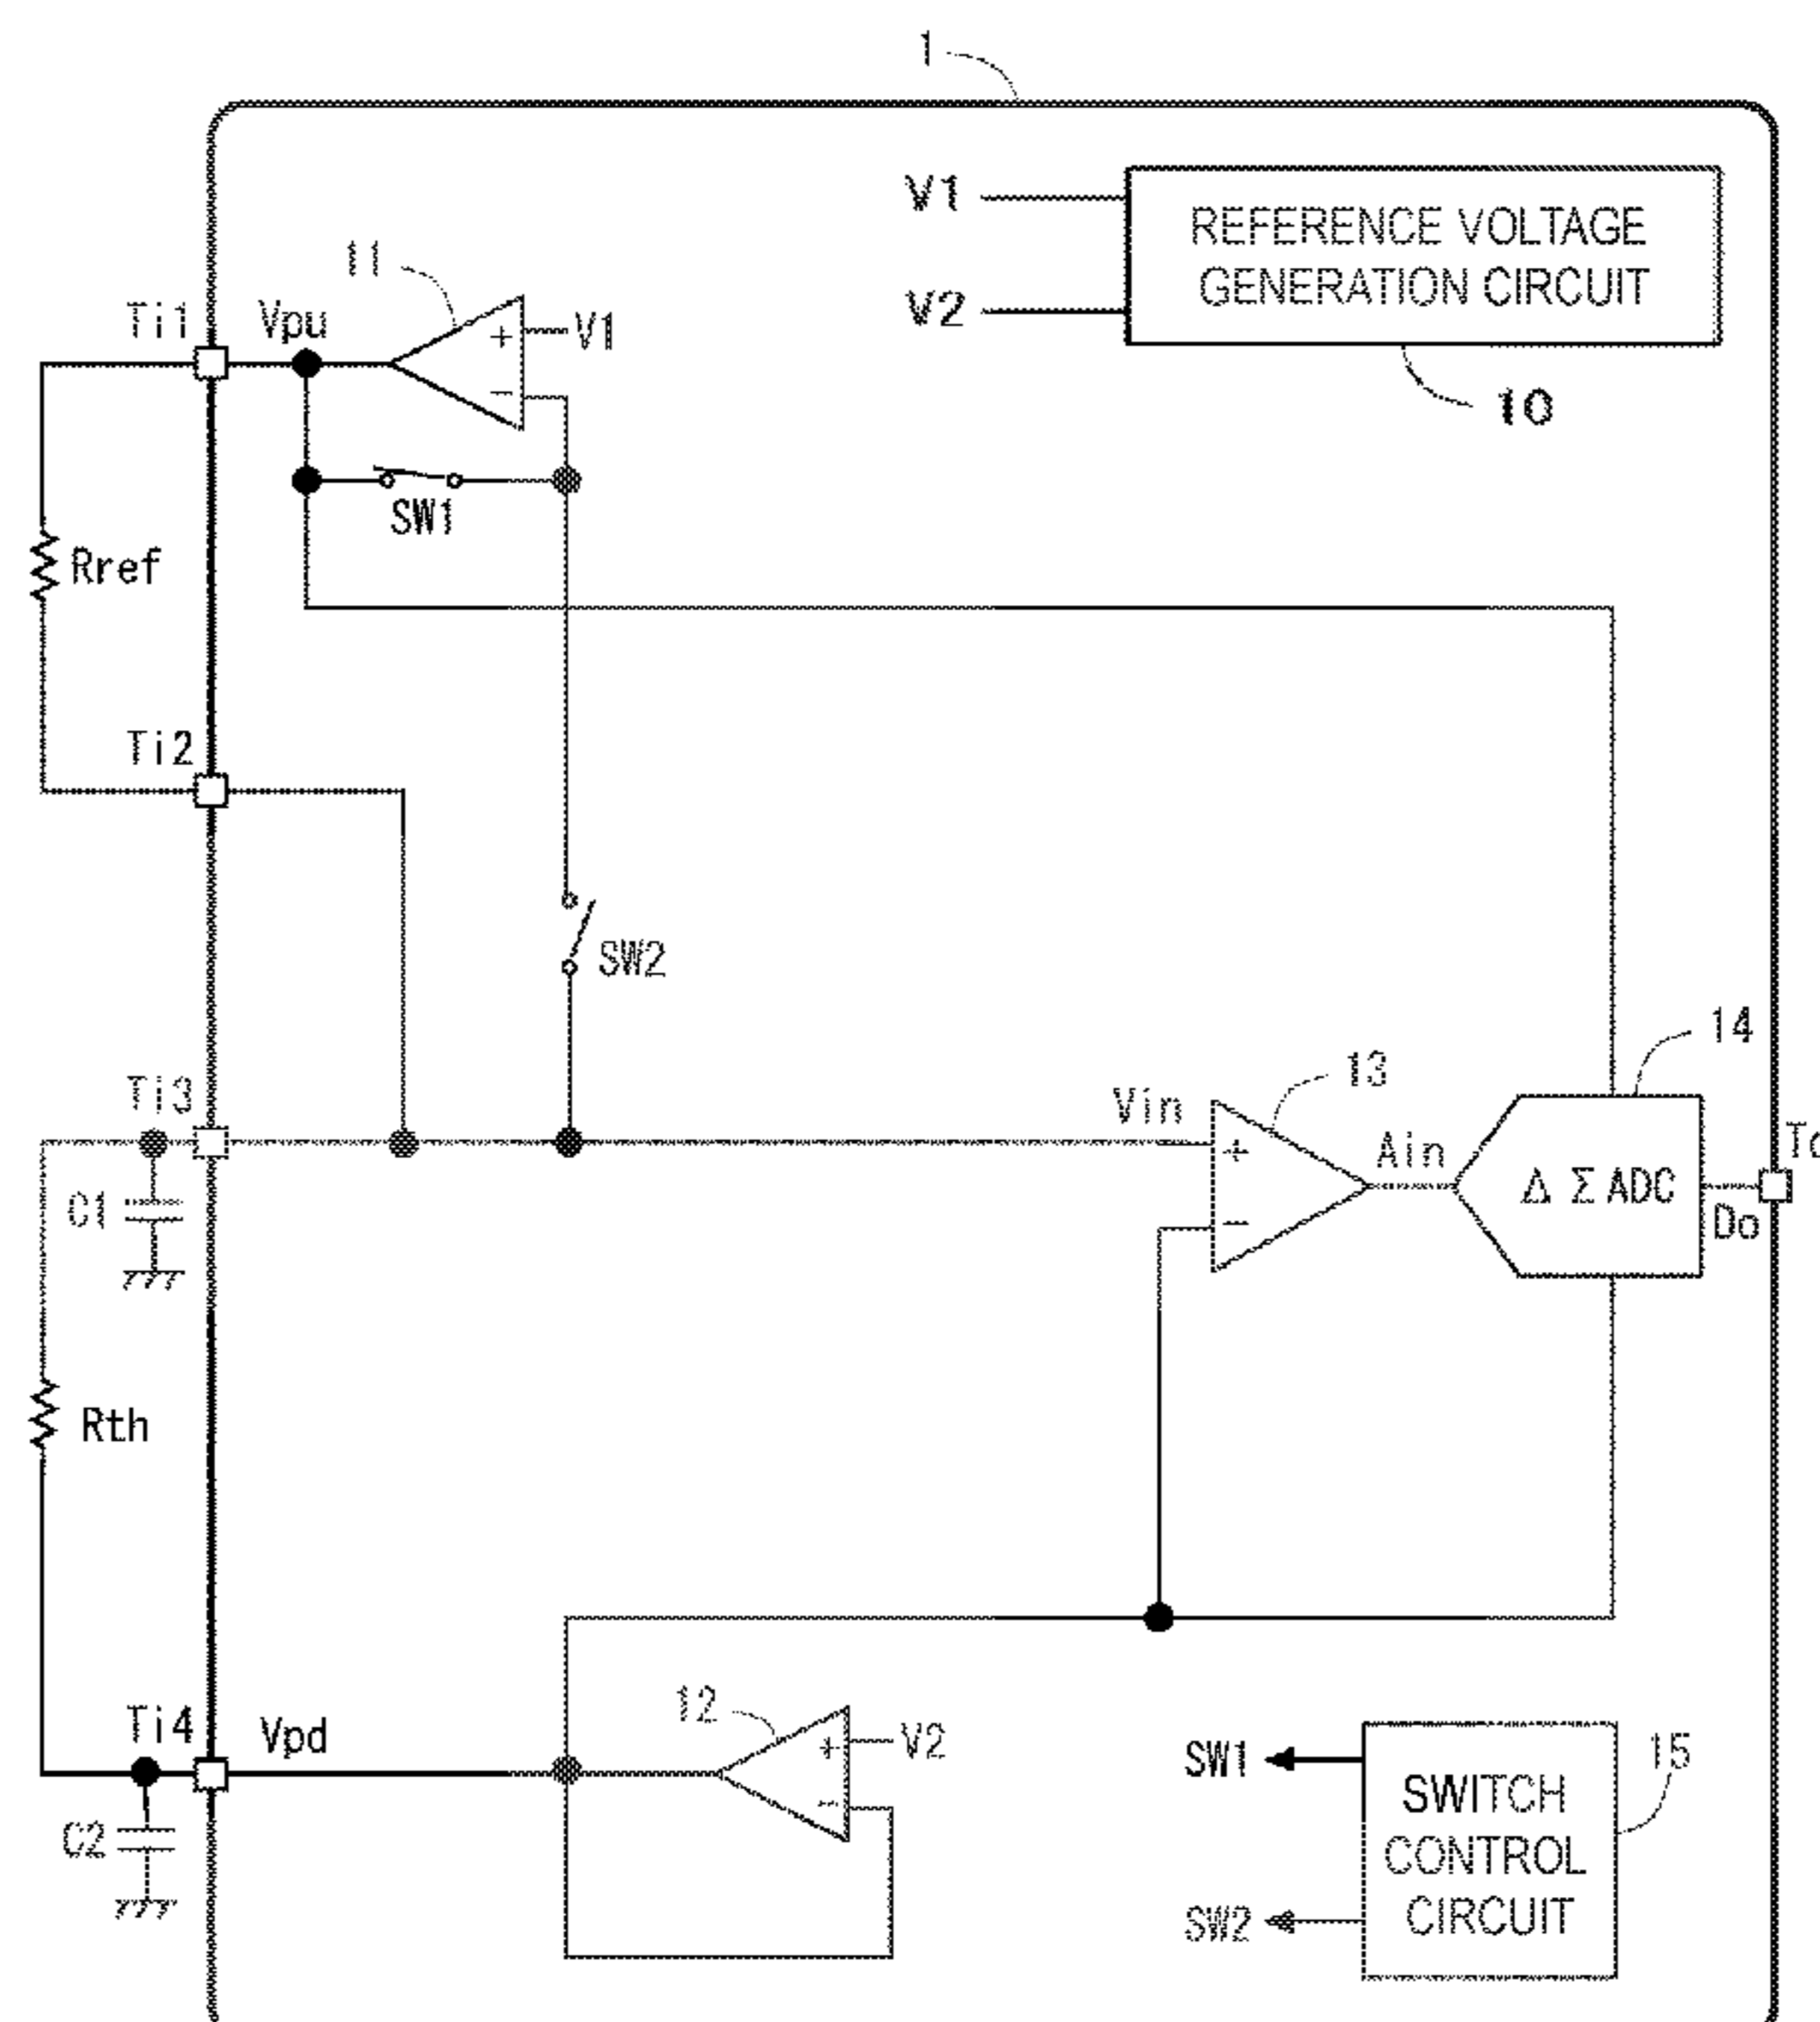 1
V1
REFERENCE VOLTAGE
GENERATION CIRCUIT
V2
10
11
Ti1
Vpu
+
V1
−
SW1
Rref
Ti2
SW2
14
13
Ti3
Vin
+
Ain
Δ Σ ADC
Do
C1
−
Rth
Ti4
Vpd
12
+
V2
−
C2
SW1
SWITCH
CONTROL
CIRCUIT
15
SW2